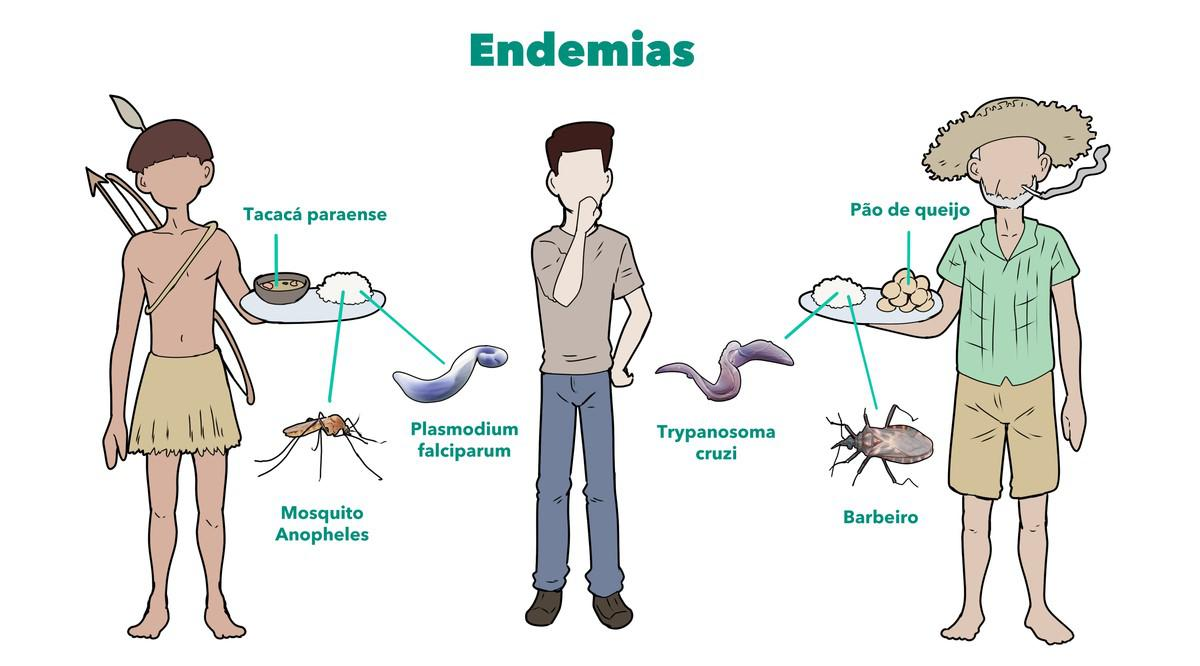 Endemias
Tacacá paraense
Pão de queijo
Plasmodium
falciparum
Trypanosoma
cruzi
Mosquito
Anopheles
Barbeiro